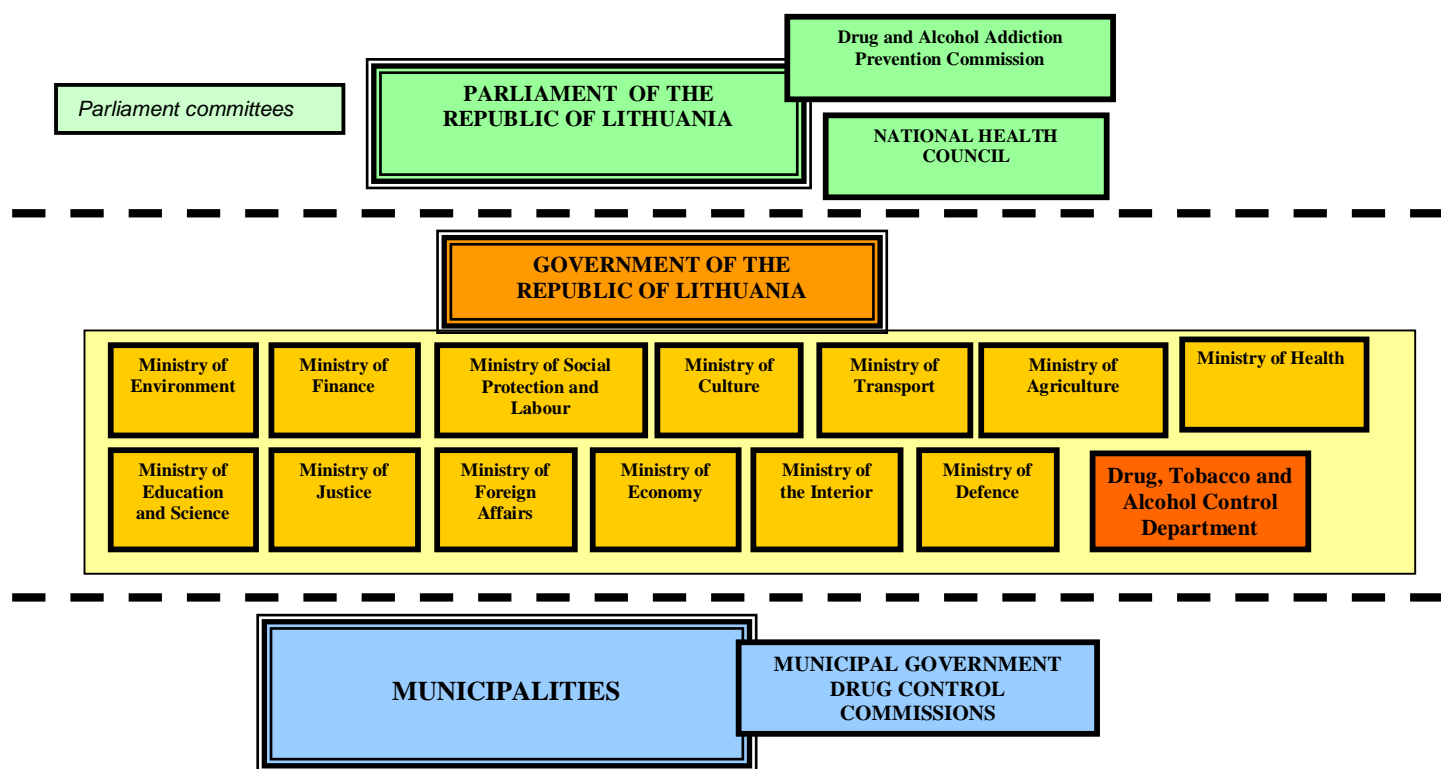 Drug and Alcohol Addiction
Prevention Commission
Parliament committees
PARLIAMENT OF THE
REPUBLIC OF LITHUANIA
NATIONAL HEALTH
COUNCIL
GOVERNMENT OF THE
REPUBLIC OF LITHUANIA
Ministry of
Environment
Ministry of
Finance
Ministry of Social
Protection and
Labour
Ministry of
Culture
Ministry of
Transport
Ministry of
Agriculture
Ministry of Health
Ministry of
Education
and Science
Ministry of
Justice
Ministry of
Foreign
Affairs
Ministry of
Economy
Ministry of
the Interior
Ministry of
Defence
Drug, Tobacco and
Alcohol Control
Department
MUNICIPALITIES
MUNICIPAL GOVERNMENT
DRUG CONTROL
COMMISSIONS